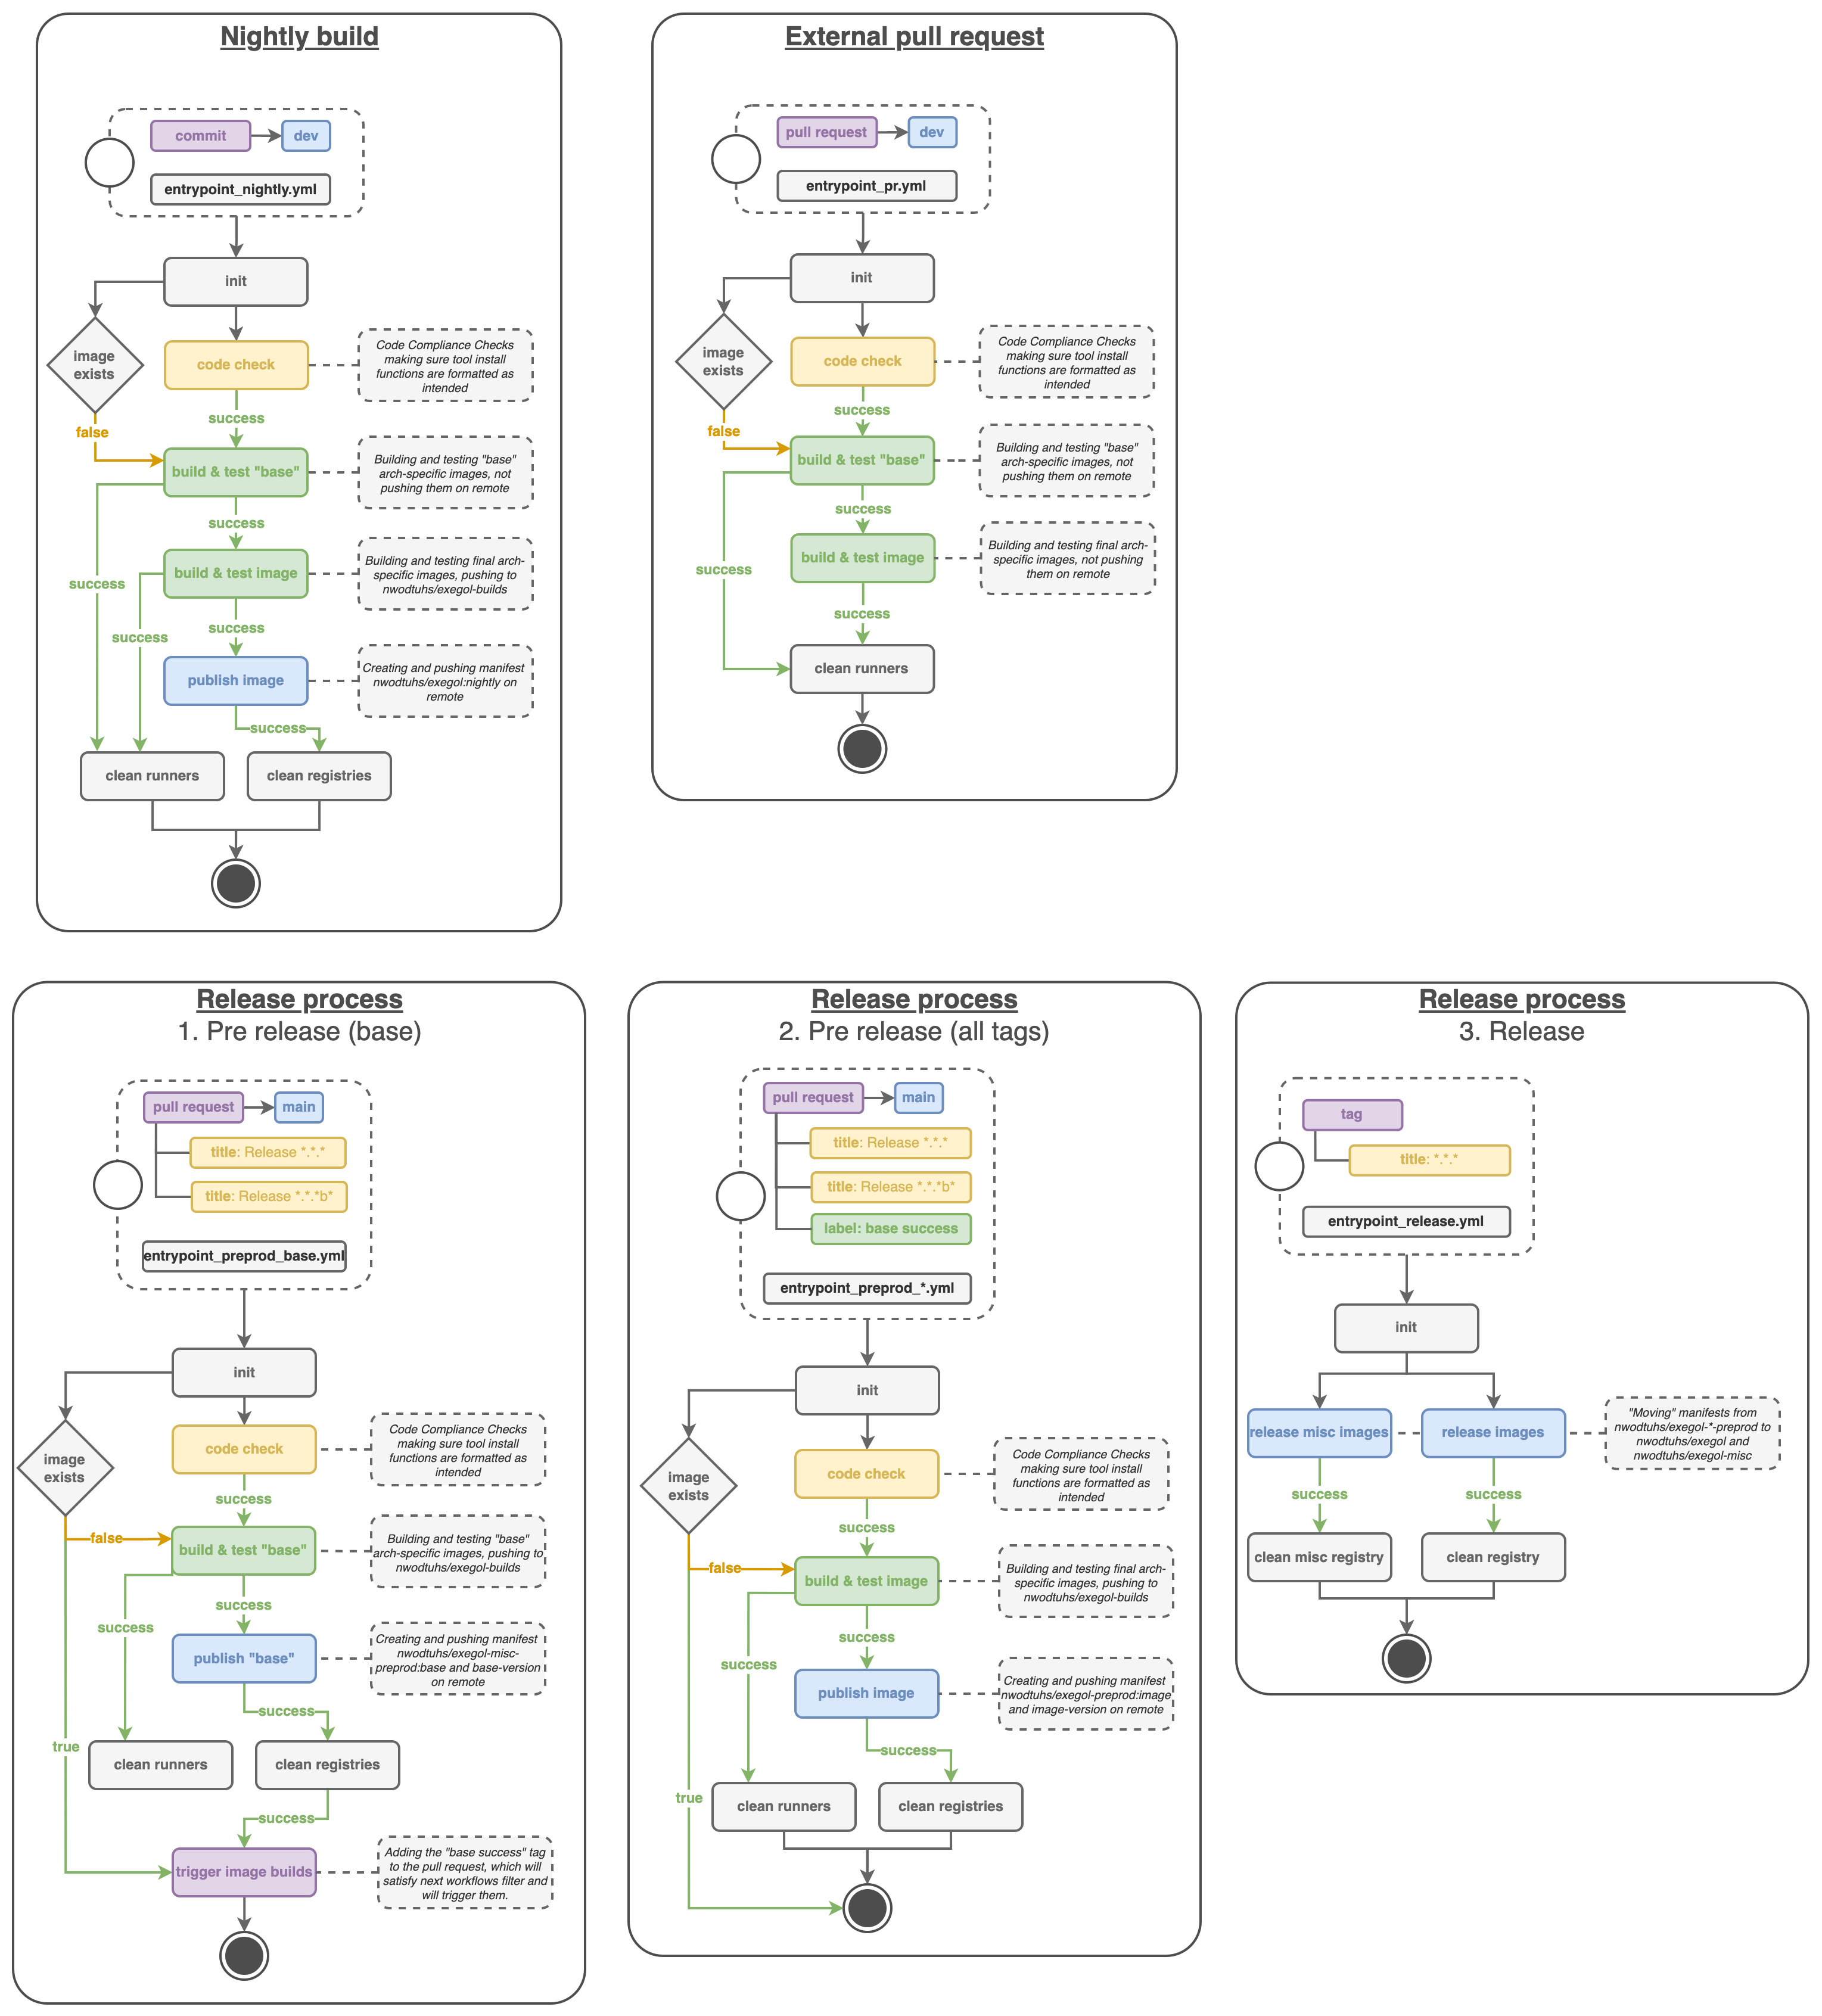 Nightly build
commit
dev
entrypoint_nightly.yml
init
image
exists
code check
Code Compliance Checks
making sure tool install
functions are formatted as
intended
success
false
build & test "base"
Building and testing "base"
arch-specific images, not
pushing them on remote
success
success
build & test image
Building and testing final arch-
specific images, pushing to
nwodtuhs/exegol-builds
success
success
publish image
Creating and pushing manifest
nwodtuhs/exegol:nightly on
remote
success
clean runners
clean registries
External pull request
pull request
dev
entrypoint_pr.yml
init
image
exists
code check
Code Compliance Checks
making sure tool install
functions are formatted as
intended
success
false
build & test "base"
Building and testing "base"
arch-specific images, not
pushing them on remote
success
success
build & test image
Building and testing final arch-
specific images, not pushing
them on remote
success
clean runners
Release process
1. Pre release (base)
pull request
main
title: Release *.*.*
title: Release *.*.*b*
entrypoint_preprod_base.yml
init
image
exists
code check
Code Compliance Checks
making sure tool install
functions are formatted as
intended
success
false
build & test "base"
Building and testing "base"
arch-specific images, pushing to
nwodtuhs/exegol-builds
success
success
publish "base"
Creating and pushing manifest
nwodtuhs/exegol-misc-
preprod:base and base-version
on remote
success
true
clean runners
clean registries
success
trigger image builds
Adding the "base success" tag
to the pull request, which will
satisfy next workflows filter and
will trigger them.
Release process
2. Pre release (all tags)
pull request
main
title: Release *.*.*
title: Release *.*.*b*
label: base success
entrypoint_preprod_*.yml
init
image
exists
code check
Code Compliance Checks
making sure tool install
functions are formatted as
intended
success
false
build & test image
Building and testing final arch-
specific images, pushing to
nwodtuhs/exegol-builds
success
success
publish image
Creating and pushing manifest
nwodtuhs/exegol-preprod:image
and image-version on remote
success
true
clean runners
clean registries
Release process
3. Release
tag
title: *.*.*
entrypoint_release.yml
init
release misc images
release images
"Moving" manifests from
nwodtuhs/exegol-*-preprod to
nwodtuhs/exegol and
nwodtuhs/exegol-misc
success
success
clean misc registry
clean registry